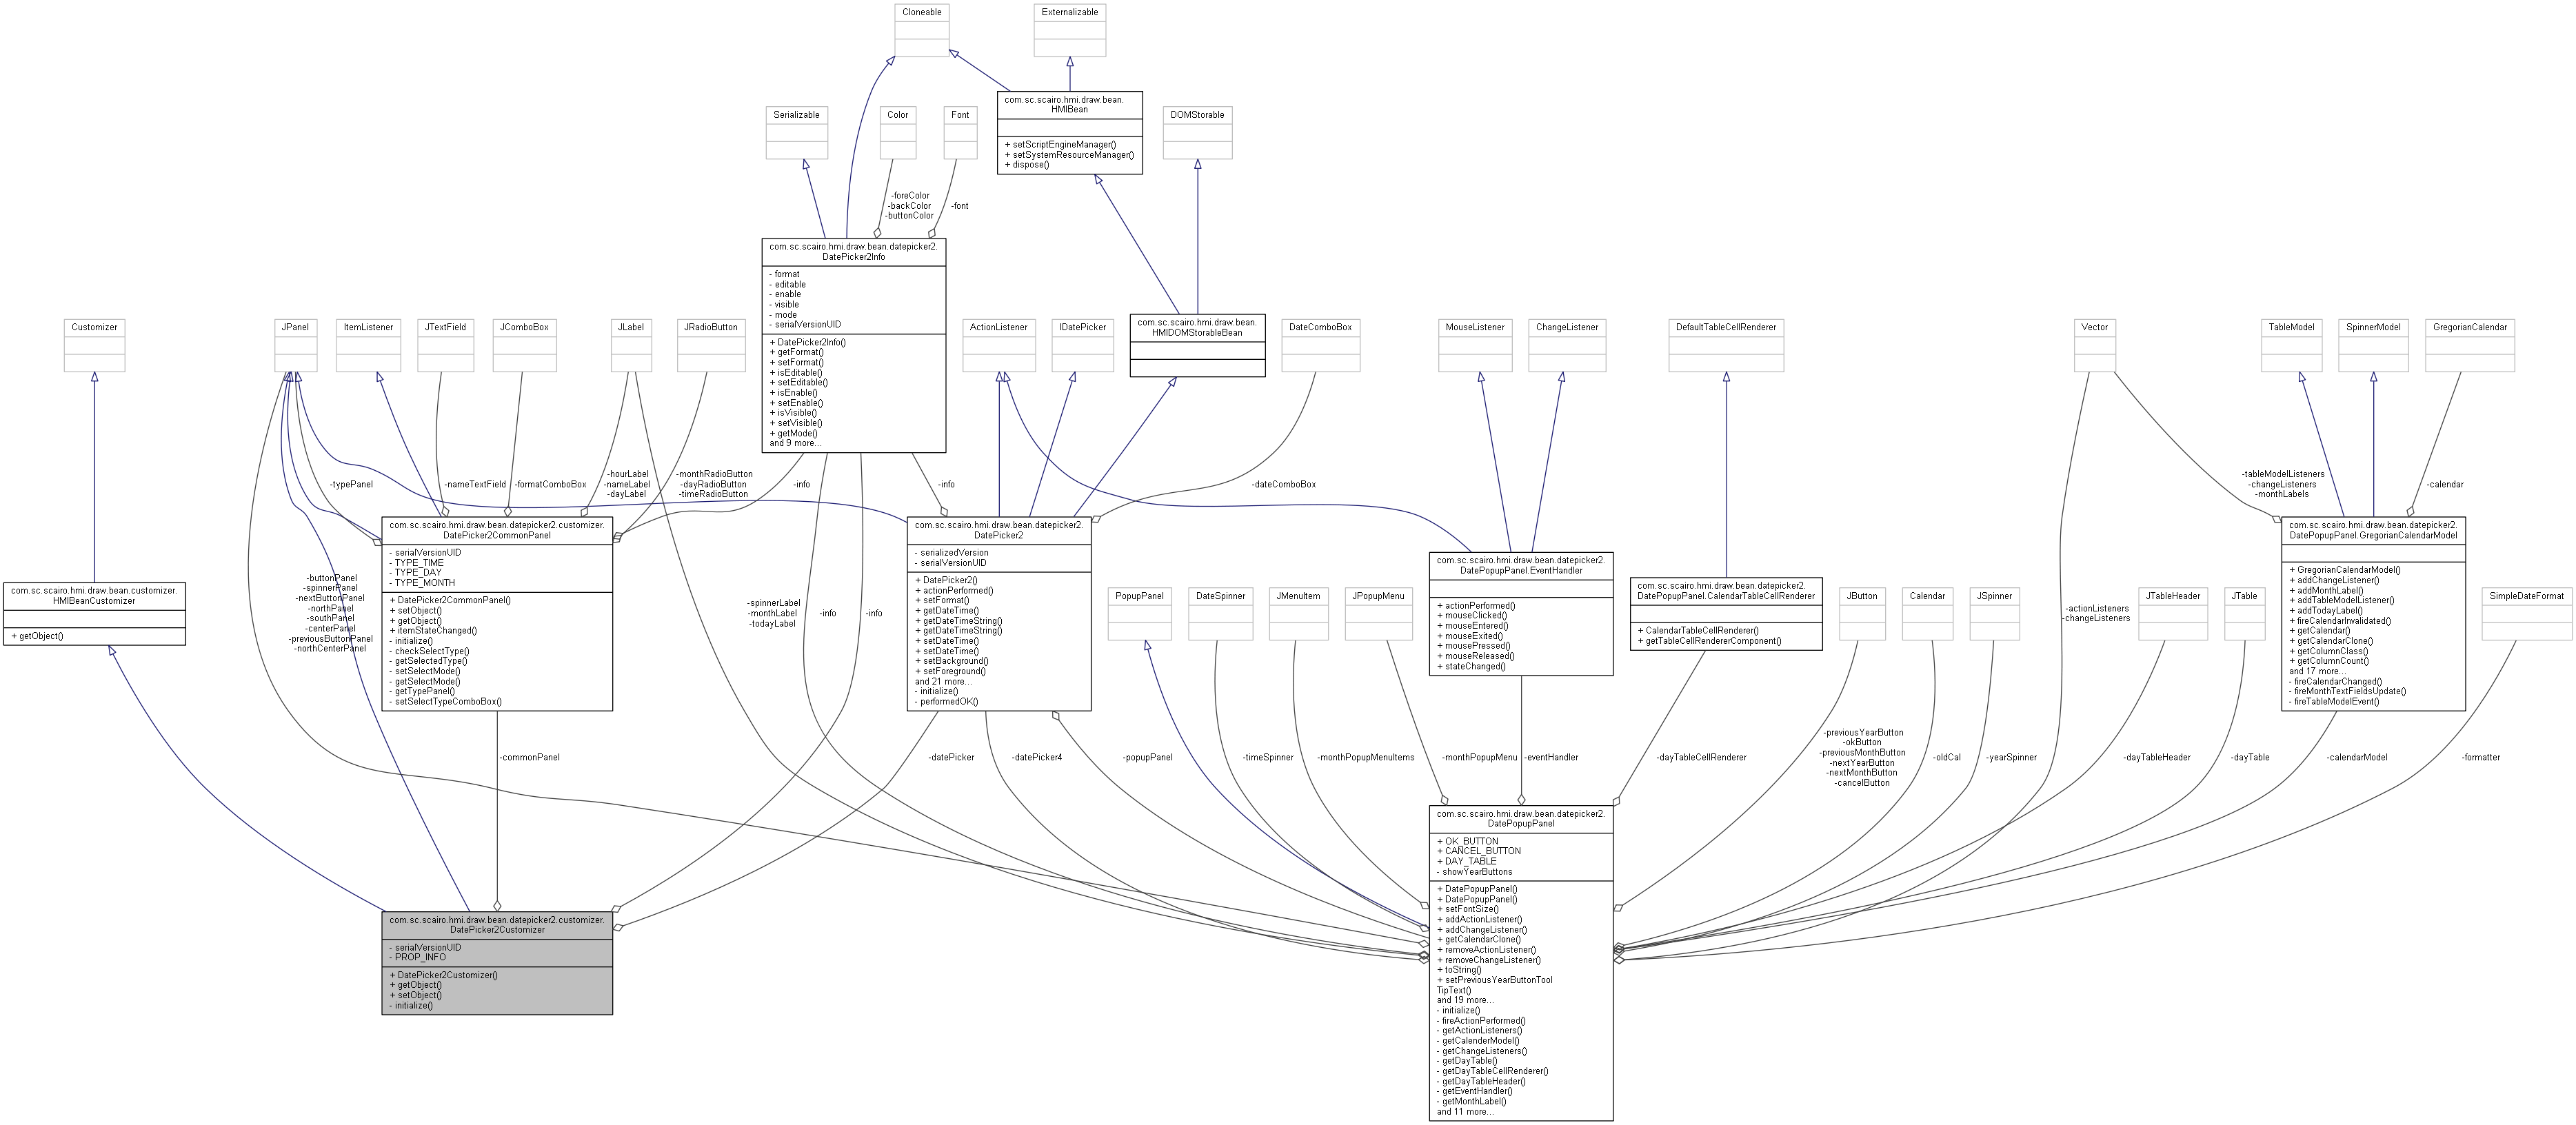 Cloneable
Externalizable
com.sc.scairo.hmi.draw.bean.
HMIBean
+ setScriptEngineManager()
+ setSystemResourceManager()
+ dispose()
Serializable
Color
Font
DOMStorable
-foreColor
-backColor
-buttonColor
-font
com.sc.scairo.hmi.draw.bean.datepicker2.
DatePicker2Info
- format
- editable
- enable
- visible
- mode
- serialVersionUID
+ DatePicker2Info()
+ getFormat()
+ setFormat()
+ isEditable()
+ setEditable()
+ isEnable()
+ setEnable()
+ isVisible()
+ setVisible()
+ getMode()
and 9 more...
Customizer
JPanel
ItemListener
JTextField
JComboBox
JLabel
JRadioButton
ActionListener
IDatePicker
com.sc.scairo.hmi.draw.bean.
HMIDOMStorableBean
DateComboBox
MouseListener
ChangeListener
DefaultTableCellRenderer
Vector
TableModel
SpinnerModel
GregorianCalendar
-typePanel
-nameTextField
-formatComboBox
-hourLabel
-nameLabel
-dayLabel
-monthRadioButton
-dayRadioButton
-timeRadioButton
-info
-info
-dateComboBox
-tableModelListeners
-changeListeners
-monthLabels
-calendar
com.sc.scairo.hmi.draw.bean.customizer.
HMIBeanCustomizer
+ getObject()
-buttonPanel
-spinnerPanel
-nextButtonPanel
-northPanel
-southPanel
-centerPanel
-previousButtonPanel
-northCenterPanel
com.sc.scairo.hmi.draw.bean.datepicker2.customizer.
DatePicker2CommonPanel
- serialVersionUID
- TYPE_TIME
- TYPE_DAY
- TYPE_MONTH
+ DatePicker2CommonPanel()
+ setObject()
+ getObject()
+ itemStateChanged()
- initialize()
- checkSelectType()
- getSelectedType()
- setSelectMode()
- getSelectMode()
- getTypePanel()
- setSelectTypeComboBox()
-spinnerLabel
-monthLabel
-todayLabel
-info
-info
com.sc.scairo.hmi.draw.bean.datepicker2.
DatePicker2
- serializedVersion
- serialVersionUID
+ DatePicker2()
+ actionPerformed()
+ setFormat()
+ getDateTime()
+ getDateTimeString()
+ getDateTimeString()
+ setDateTime()
+ setDateTime()
+ setBackground()
+ setForeground()
and 21 more...
- initialize()
- performedOK()
PopupPanel
DateSpinner
JMenuItem
JPopupMenu
com.sc.scairo.hmi.draw.bean.datepicker2.
DatePopupPanel.EventHandler
+ actionPerformed()
+ mouseClicked()
+ mouseEntered()
+ mouseExited()
+ mousePressed()
+ mouseReleased()
+ stateChanged()
com.sc.scairo.hmi.draw.bean.datepicker2.
DatePopupPanel.CalendarTableCellRenderer
+ CalendarTableCellRenderer()
+ getTableCellRendererComponent()
JButton
Calendar
JSpinner
-actionListeners
-changeListeners
JTableHeader
JTable
com.sc.scairo.hmi.draw.bean.datepicker2.
DatePopupPanel.GregorianCalendarModel
+ GregorianCalendarModel()
+ addChangeListener()
+ addMonthLabel()
+ addTableModelListener()
+ addTodayLabel()
+ fireCalendarInvalidated()
+ getCalendar()
+ getCalendarClone()
+ getColumnClass()
+ getColumnCount()
and 17 more...
- fireCalendarChanged()
- fireMonthTextFieldsUpdate()
- fireTableModelEvent()
SimpleDateFormat
-commonPanel
-datePicker
-datePicker4
-popupPanel
-timeSpinner
-monthPopupMenuItems
-monthPopupMenu
-eventHandler
-dayTableCellRenderer
-previousYearButton
-okButton
-previousMonthButton
-nextYearButton
-nextMonthButton
-cancelButton
-oldCal
-yearSpinner
-dayTableHeader
-dayTable
-calendarModel
-formatter
com.sc.scairo.hmi.draw.bean.datepicker2.customizer.
DatePicker2Customizer
- serialVersionUID
- PROP_INFO
+ DatePicker2Customizer()
+ getObject()
+ setObject()
- initialize()
com.sc.scairo.hmi.draw.bean.datepicker2.
DatePopupPanel
+ OK_BUTTON
+ CANCEL_BUTTON
+ DAY_TABLE
- showYearButtons
+ DatePopupPanel()
+ DatePopupPanel()
+ setFontSize()
+ addActionListener()
+ addChangeListener()
+ getCalendarClone()
+ removeActionListener()
+ removeChangeListener()
+ toString()
+ setPreviousYearButtonTool
TipText()
and 19 more...
- initialize()
- fireActionPerformed()
- getActionListeners()
- getCalenderModel()
- getChangeListeners()
- getDayTable()
- getDayTableCellRenderer()
- getDayTableHeader()
- getEventHandler()
- getMonthLabel()
and 11 more...